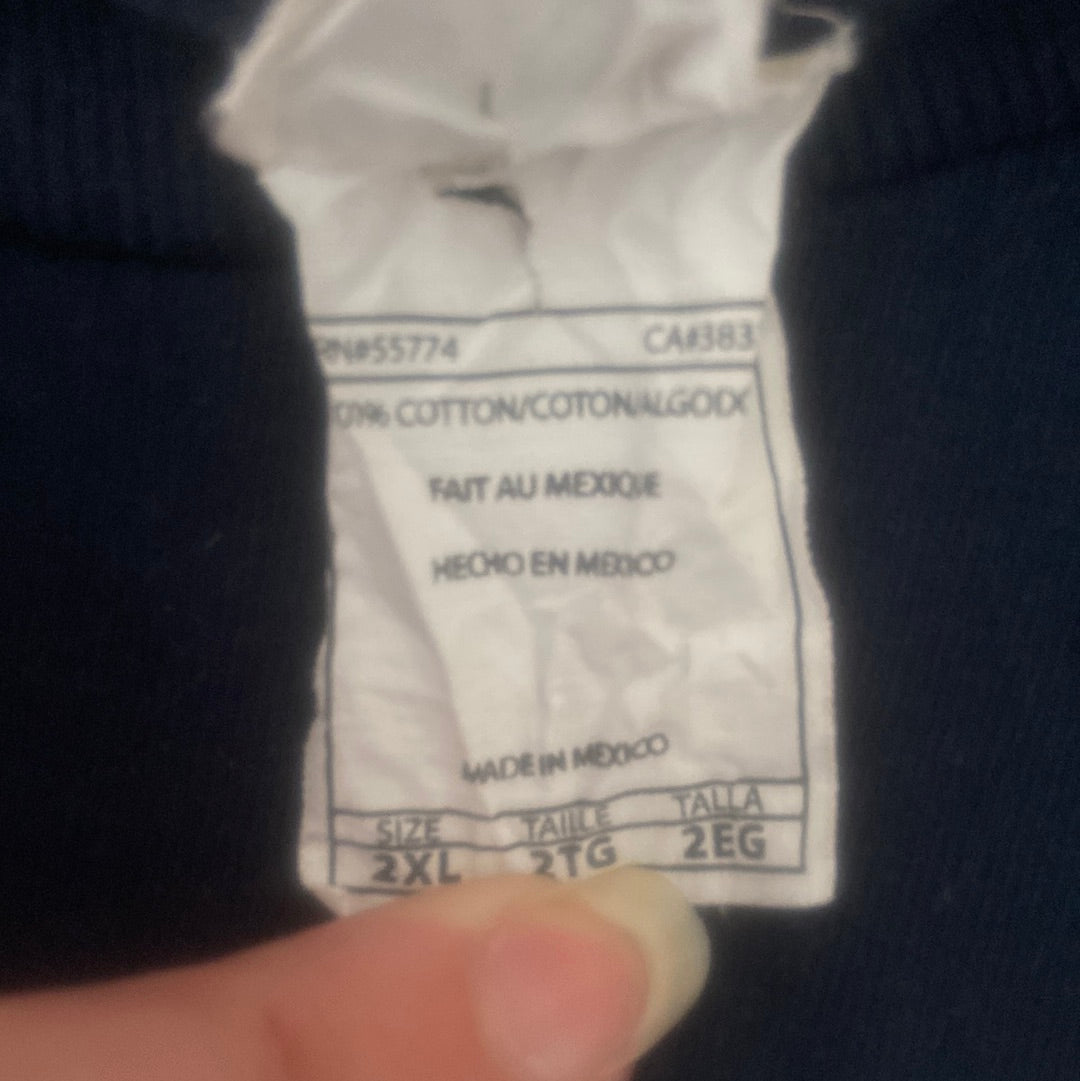 RN#55774 CA#383
0% COTTON/COTON/ALGODO
FAIT AU MEXIQUE
HECHO EN MEXICO
MADE IN MEXICO
SIZE TAILLE TALLA
2XL 2TG 2EG